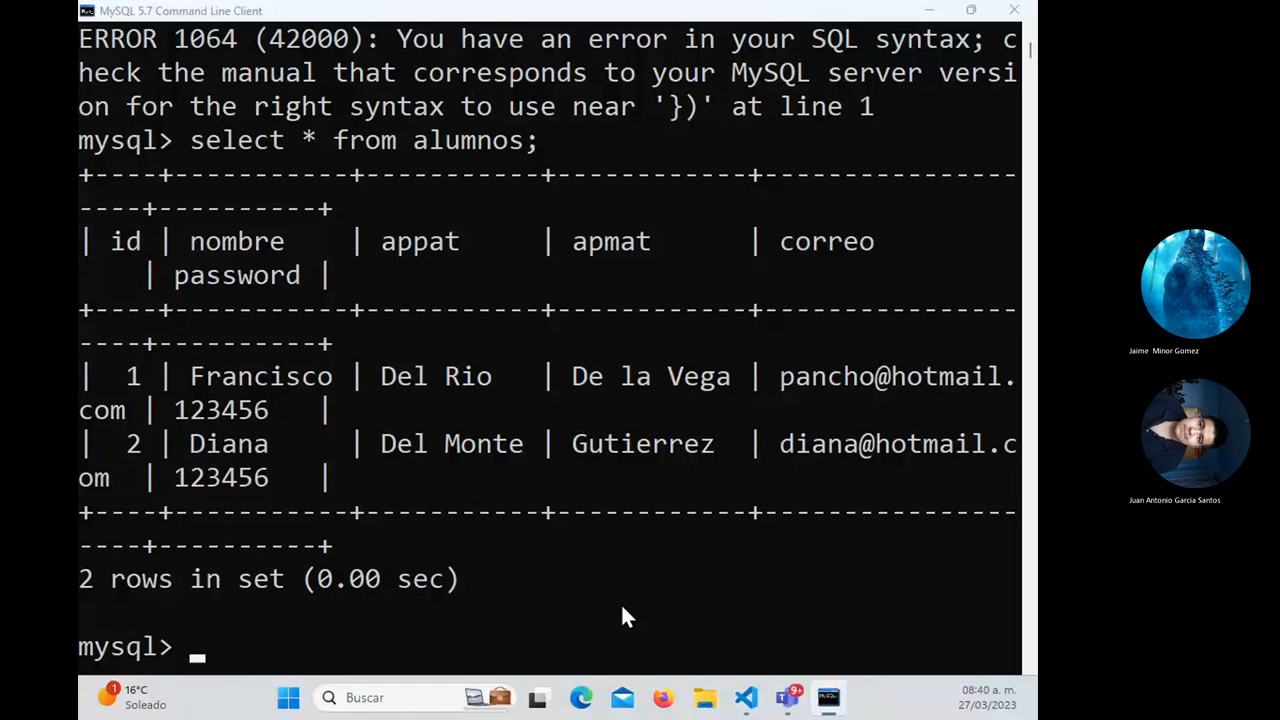 MySQL 5.7 Command Line Client
ERROR 1064 (42000): You have an error in your SQL syntax; c
heck the manual that corresponds to your MySQL server versi
on for the right syntax to use near '})' at line 1
mysql> select * from alumnos;
+----+-----------+-----------+------------+----------------
----+----------+
| id | nombre    | appat     | apmat      | correo
    | password |
+----+-----------+-----------+------------+----------------
----+----------+
|  1 | Francisco | Del Rio   | De la Vega | pancho@hotmail.
com | 123456   |
|  2 | Diana     | Del Monte | Gutierrez  | diana@hotmail.c
om  | 123456   |
+----+-----------+-----------+------------+----------------
----+----------+
2 rows in set (0.00 sec)
mysql> _
Jaime Minor Gomez
Juan Antonio Garcia Santos
1
16°C
Soleado
Buscar
9+
MySQL
08:40 a. m.
27/03/2023